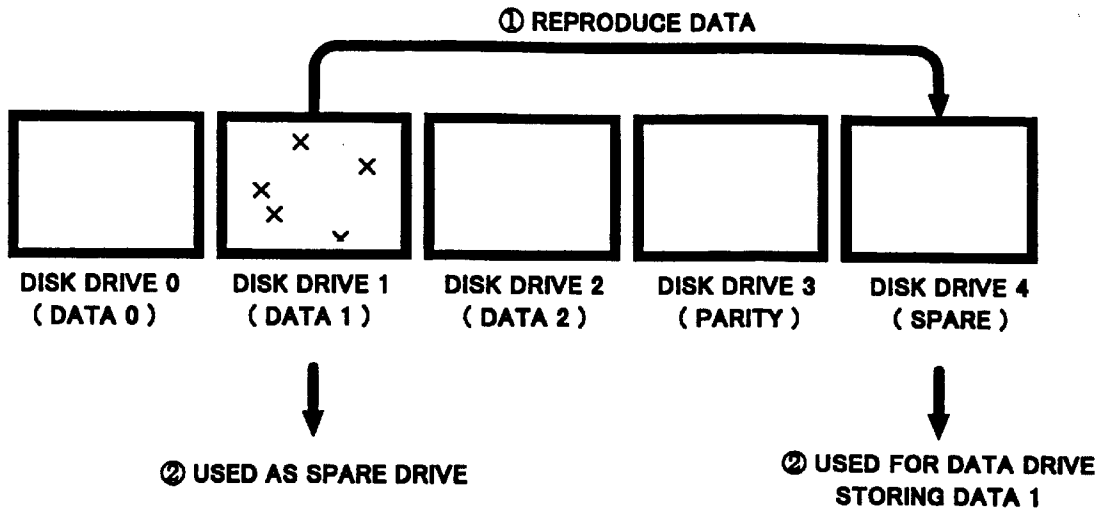 ① REPRODUCE DATA
DISK DRIVE 0
( DATA 0 )
DISK DRIVE 1
( DATA 1 )
DISK DRIVE 2
( DATA 2 )
DISK DRIVE 3
( PARITY )
DISK DRIVE 4
( SPARE )
② USED AS SPARE DRIVE
② USED FOR DATA DRIVE
STORING DATA 1